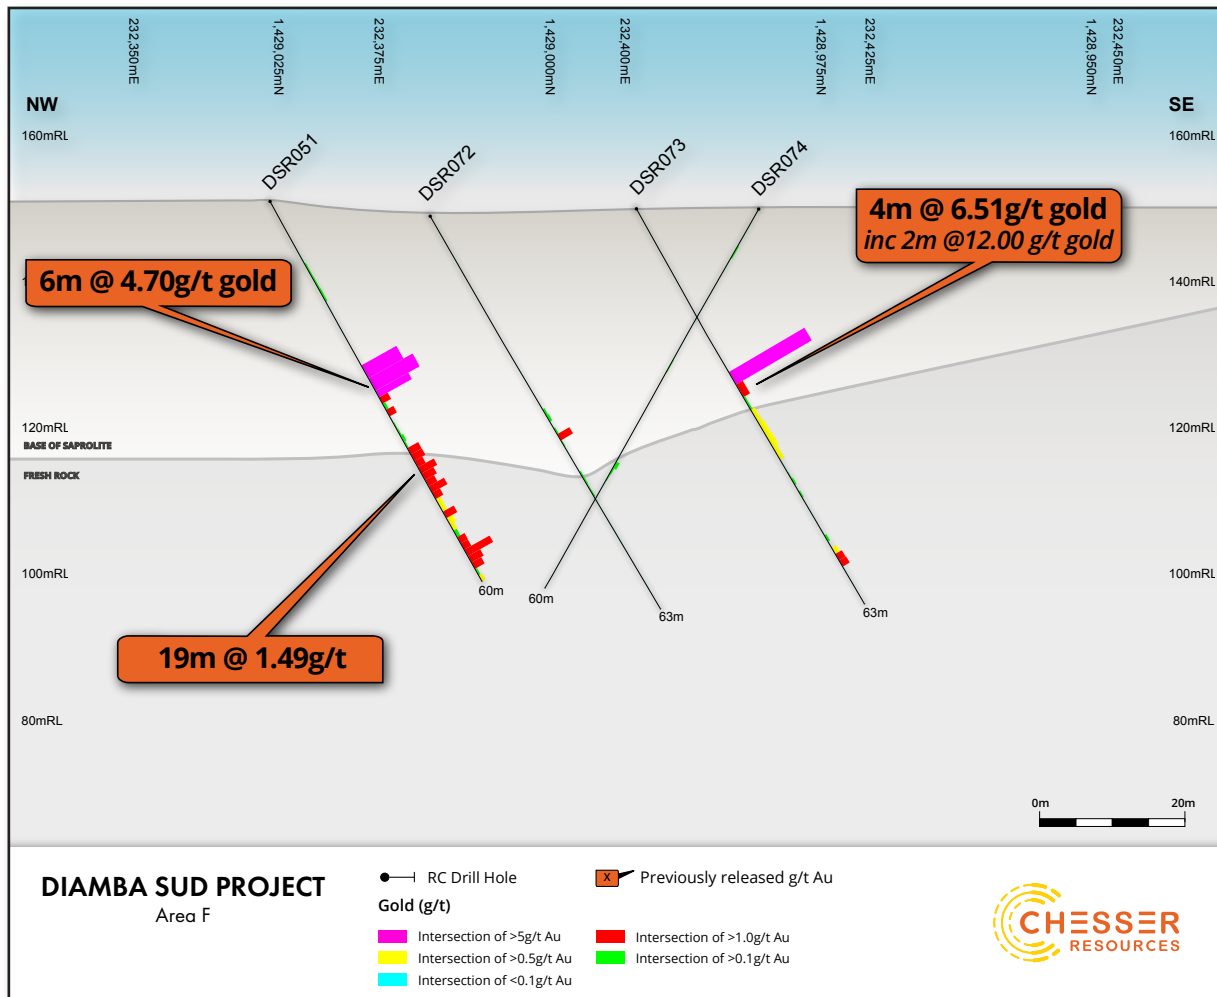 232,350mE
1,429,025mN
232,375mE
1,429,000mN
232,400mE
1,428,975mN
232,425mE
1,428,950mN
232,450mE
NW
SE
160mRL
160mRL
DSR051
DSR072
DSR073
DSR074
4m @ 6.51g/t gold
inc 2m @12.00 g/t gold
6m @ 4.70g/t gold
140mRL
120mRL
120mRL
BASE OF SAPROLITE
FRESH ROCK
100mRL
100mRL
60m
60m
63m
63m
19m @ 1.49g/t
80mRL
80mRL
0m
20m
DIAMBA SUD PROJECT
Area F
RC Drill Hole
X
Previously released g/t Au
Gold (g/t)
Intersection of >5g/t Au
Intersection of >1.0g/t Au
Intersection of >0.5g/t Au
Intersection of >0.1g/t Au
Intersection of <0.1g/t Au
CHESSER
RESOURCES